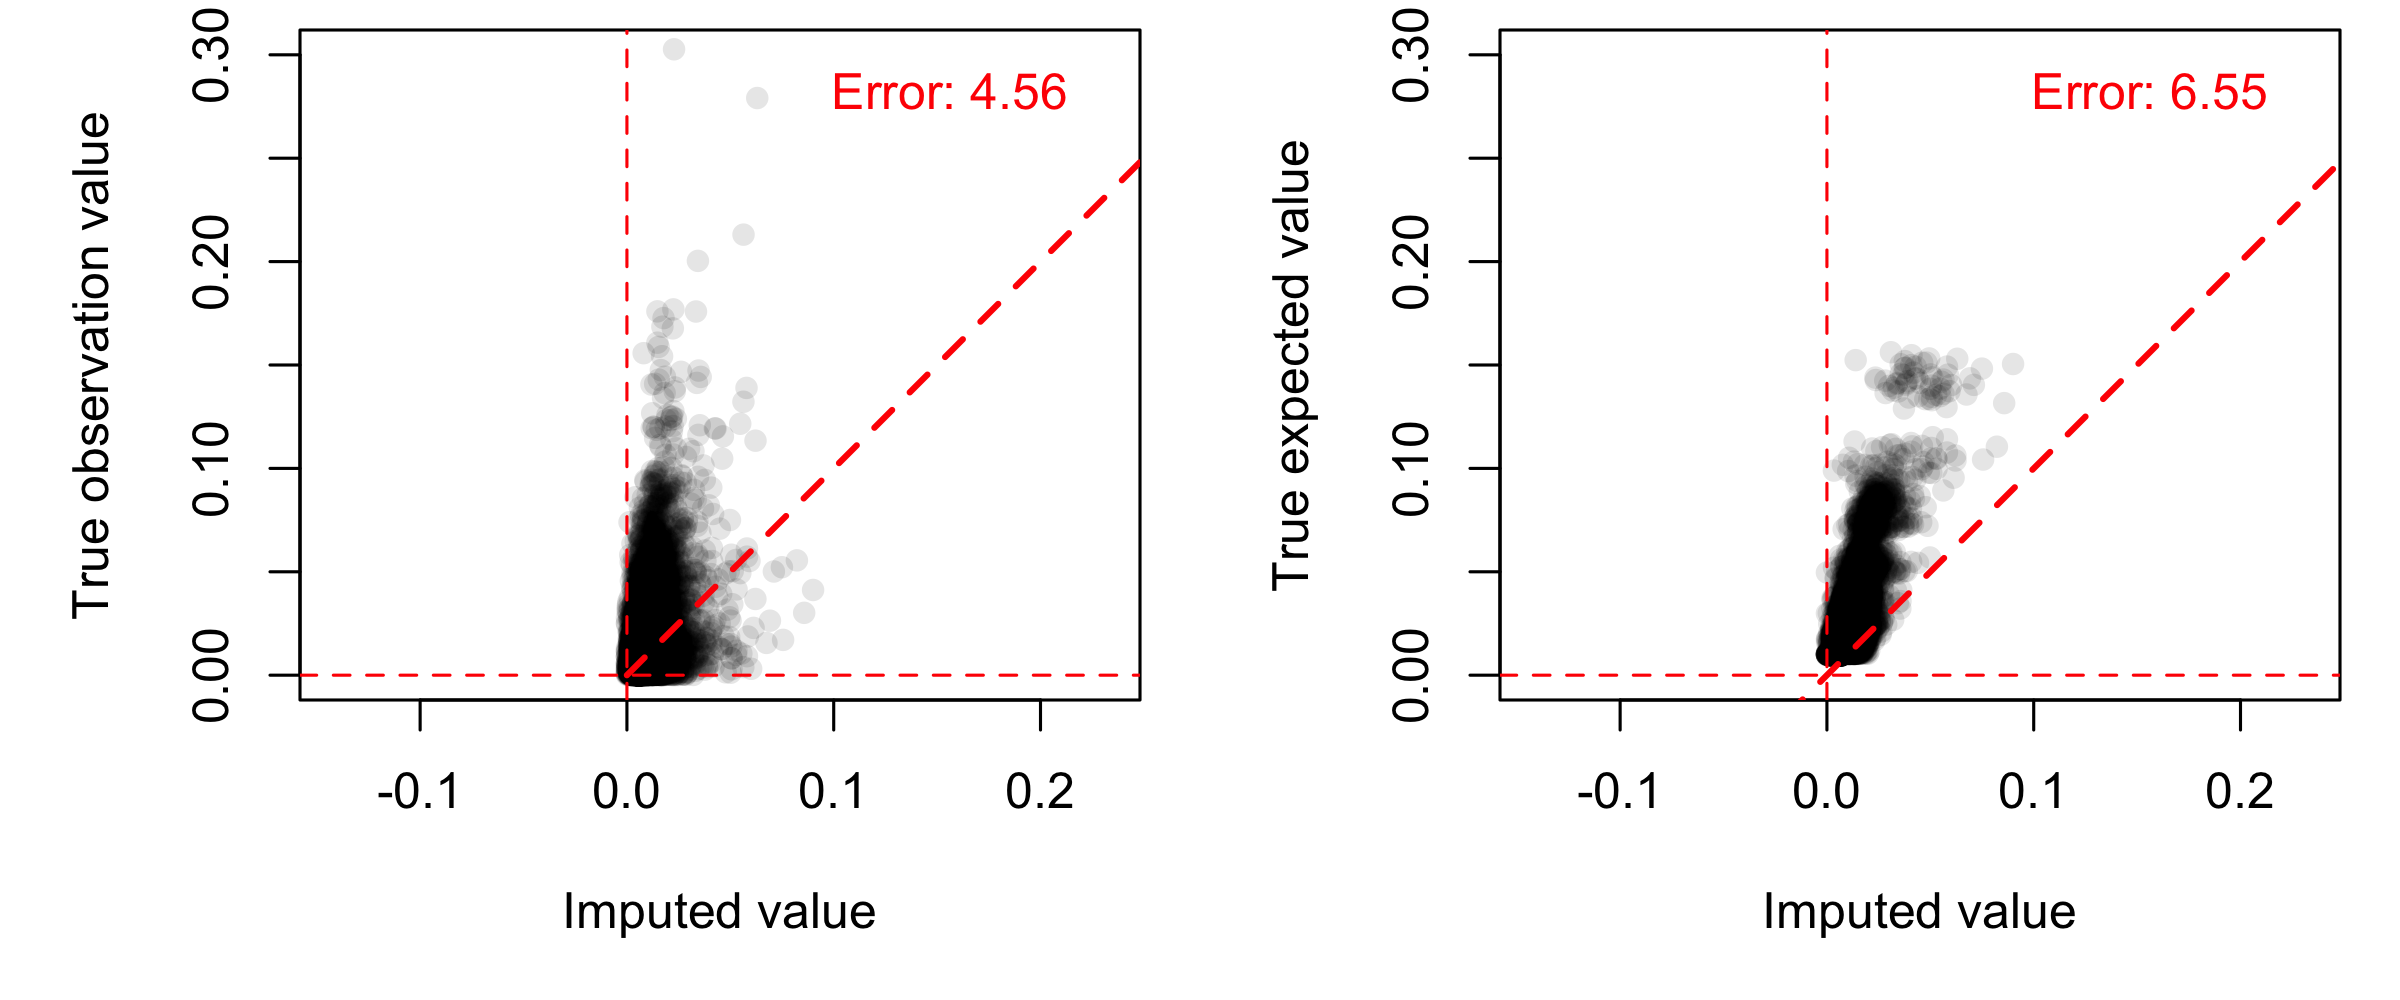 True observation value
0.30
0.20
0.10
0.00
Error: 4.56
-0.1 0.0 0.1 0.2
Imputed value
True expected value
0.30
0.20
0.10
0.00
Error: 6.55
-0.1 0.0 0.1 0.2
Imputed value